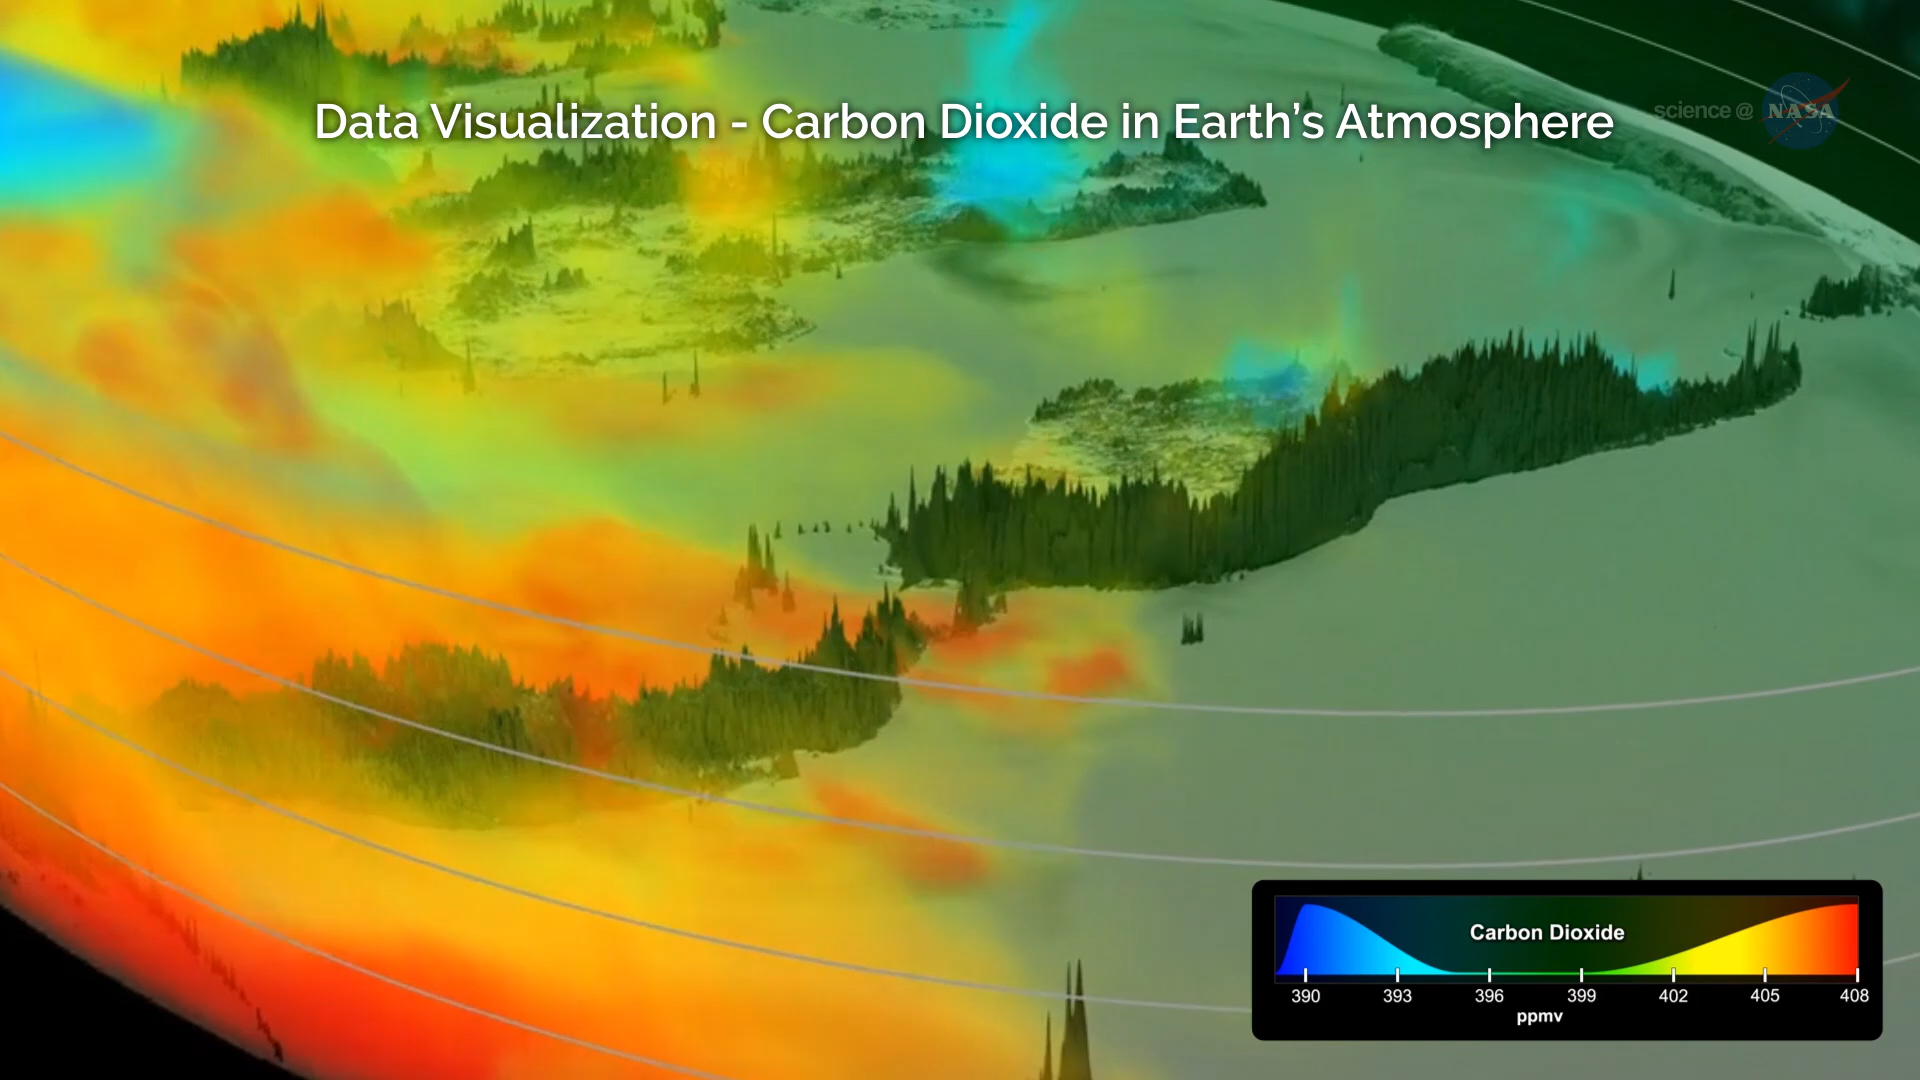 Data Visualization - Carbon Dioxide in Earth’s Atmosphere
science @ NASA
Carbon Dioxide
390 393 396 399 402 405 408
ppmv